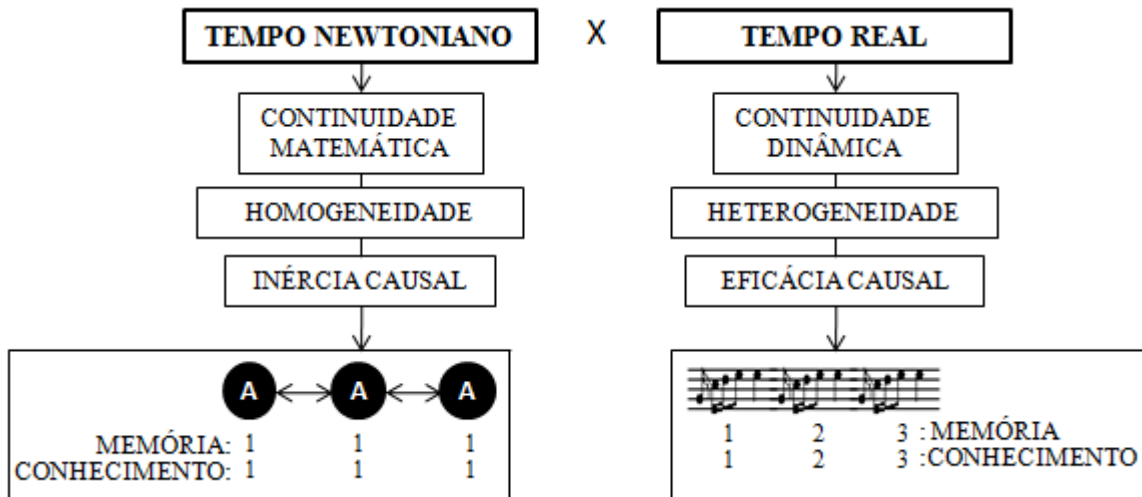 TEMPO NEWTONIANO X TEMPO REAL
CONTINUIDADE
MATEMÁTICA
CONTINUIDADE
DINÂMICA
HOMOGENEIDADE
HETEROGENEIDADE
INÉRCIA CAUSAL
EFICÁCIA CAUSAL
A A A
MEMÓRIA: 1 1 1
CONHECIMENTO: 1 1 1
1 2 3 : MEMÓRIA
1 2 3 :CONHECIMENTO